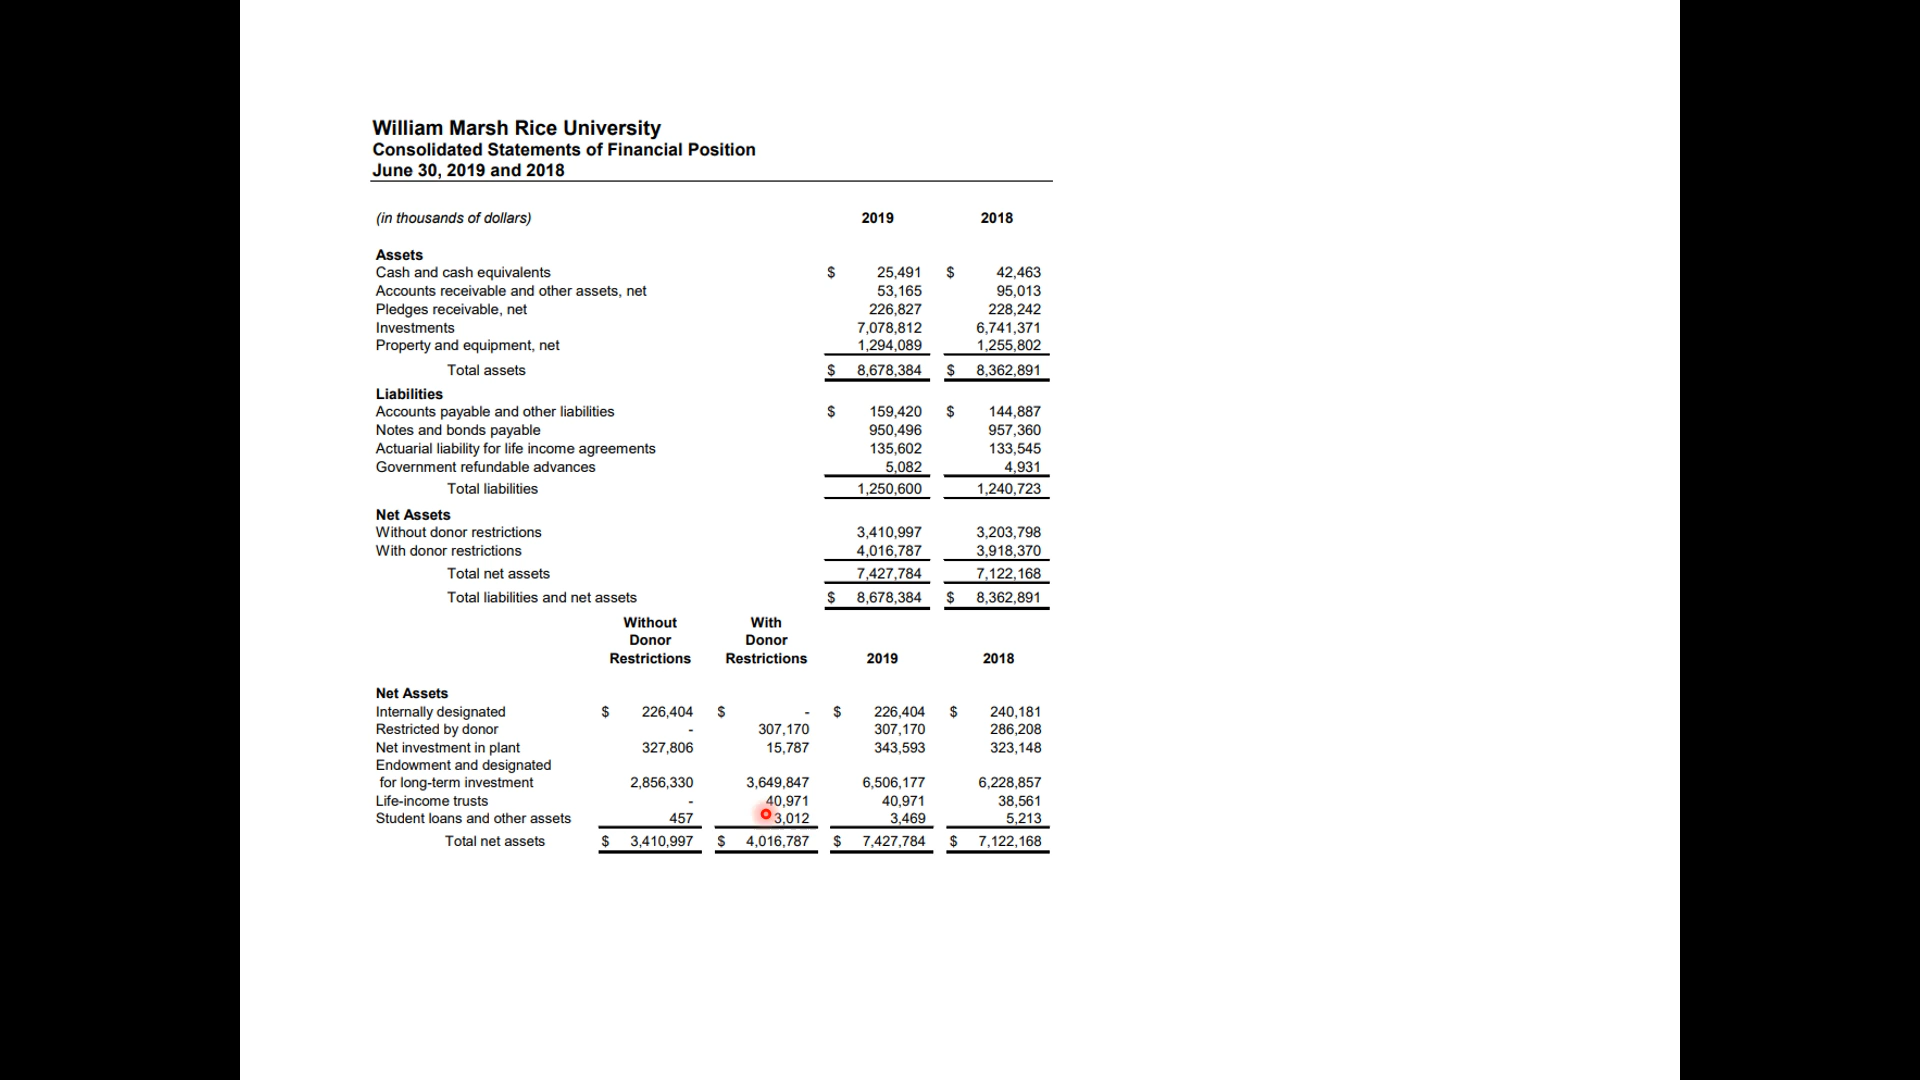 William Marsh Rice University
Consolidated Statements of Financial Position
June 30, 2019 and 2018
(in thousands of dollars) 2019 2018
Assets
Cash and cash equivalents $ 25,491 $ 42,463
Accounts receivable and other assets, net 53,165 95,013
Pledges receivable, net 226,827 228,242
Investments 7,078,812 6,741,371
Property and equipment, net 1,294,089 1,255,802
Total assets $ 8,678,384 $ 8,362,891
Liabilities
Accounts payable and other liabilities $ 159,420 $ 144,887
Notes and bonds payable 950,496 957,360
Actuarial liability for life income agreements 135,602 133,545
Government refundable advances 5,082 4,931
Total liabilities 1,250,600 1,240,723
Net Assets
Without donor restrictions 3,410,997 3,203,798
With donor restrictions 4,016,787 3,918,370
Total net assets 7,427,784 7,122,168
Total liabilities and net assets $ 8,678,384 $ 8,362,891
Without With
Donor Donor
Restrictions Restrictions 2019 2018
Net Assets
Internally designated $ 226,404 $ - $ 226,404 $ 240,181
Restricted by donor - 307,170 307,170 286,208
Net investment in plant 327,806 15,787 343,593 323,148
Endowment and designated
for long-term investment 2,856,330 3,649,847 6,506,177 6,228,857
Life-income trusts - 40,971 40,971 38,561
Student loans and other assets 457 3,012 3,469 5,213
Total net assets $ 3,410,997 $ 4,016,787 $ 7,427,784 $ 7,122,168